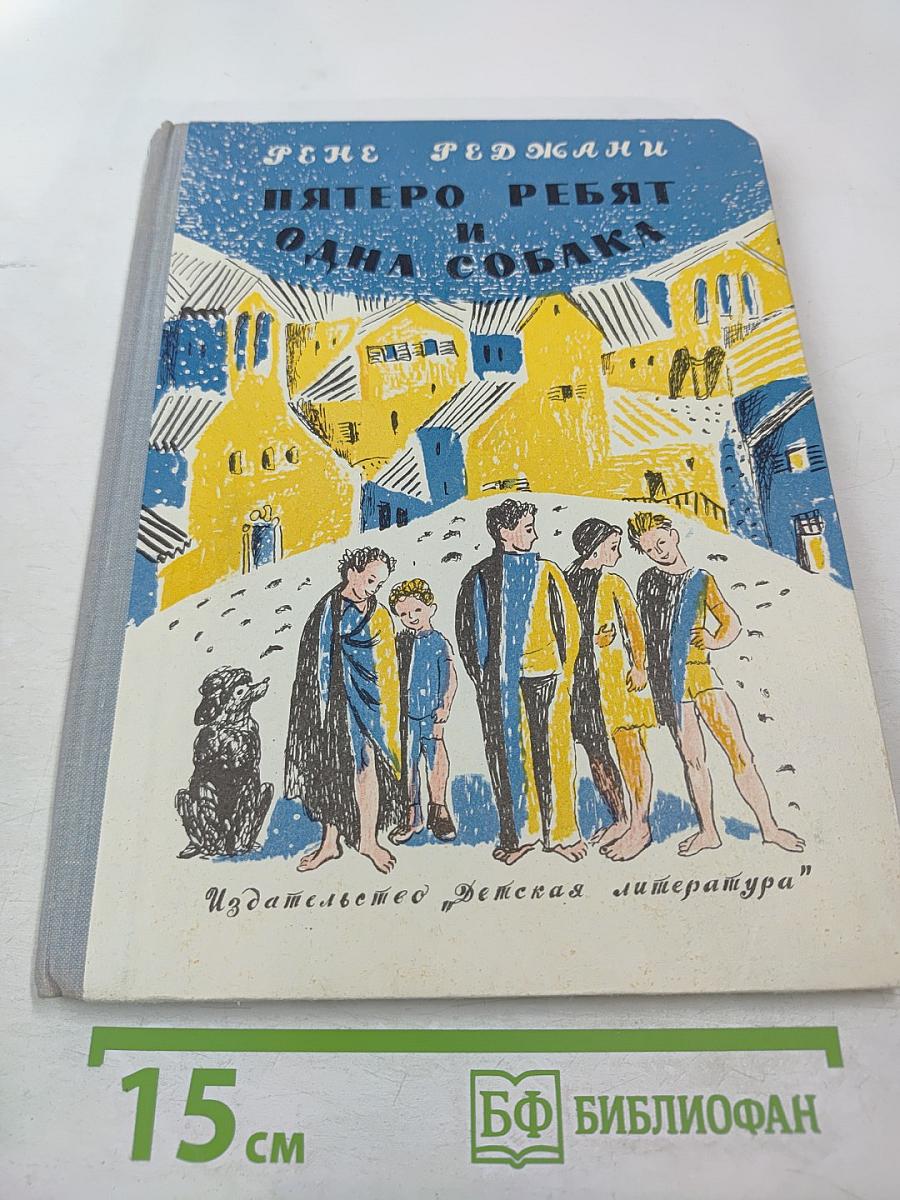 РЕНЕ РЕДЖАНИ
ПЯТЕРО РЕБЯТ
И
ОДНА СОБАКА
Издательство „Детская литература"
15 см
БФ БИБЛИОФАН